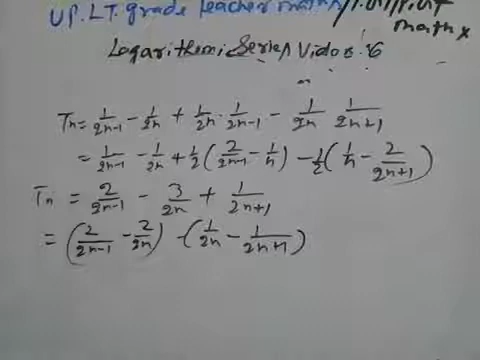 UP.LT.grade teacher math/
math x
Logarithmi Series Video 6
Tn = 1/(2n-1) - 1/(2n) + 1/(2n) · 1/(2n-1) - 1/(2n) 1/(2n+1)
= 1/(2n-1) - 1/(2n) + 1/2 (2/(2n-1) - 1/n) - 1/2 (1/n - 2/(2n+1))
Tn = 2/(2n-1) - 3/(2n) + 1/(2n+1)
= (2/(2n-1) - 2/(2n)) - (1/(2n) - 1/(2n+1))